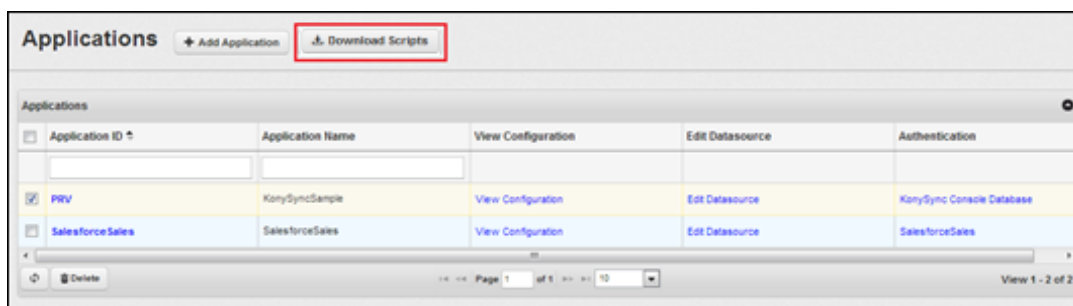 Applications + Add Application Download Scripts
Applications
Application ID Application Name View Configuration Edit Datasource Authentication
PRV KonySyncSample View Configuration Edit Datasource KonySync Console Database
SalesforceSales SalesforceSales View Configuration Edit Datasource SalesforceSales
Delete Page 1 of 1 10 View 1 - 2 of 2